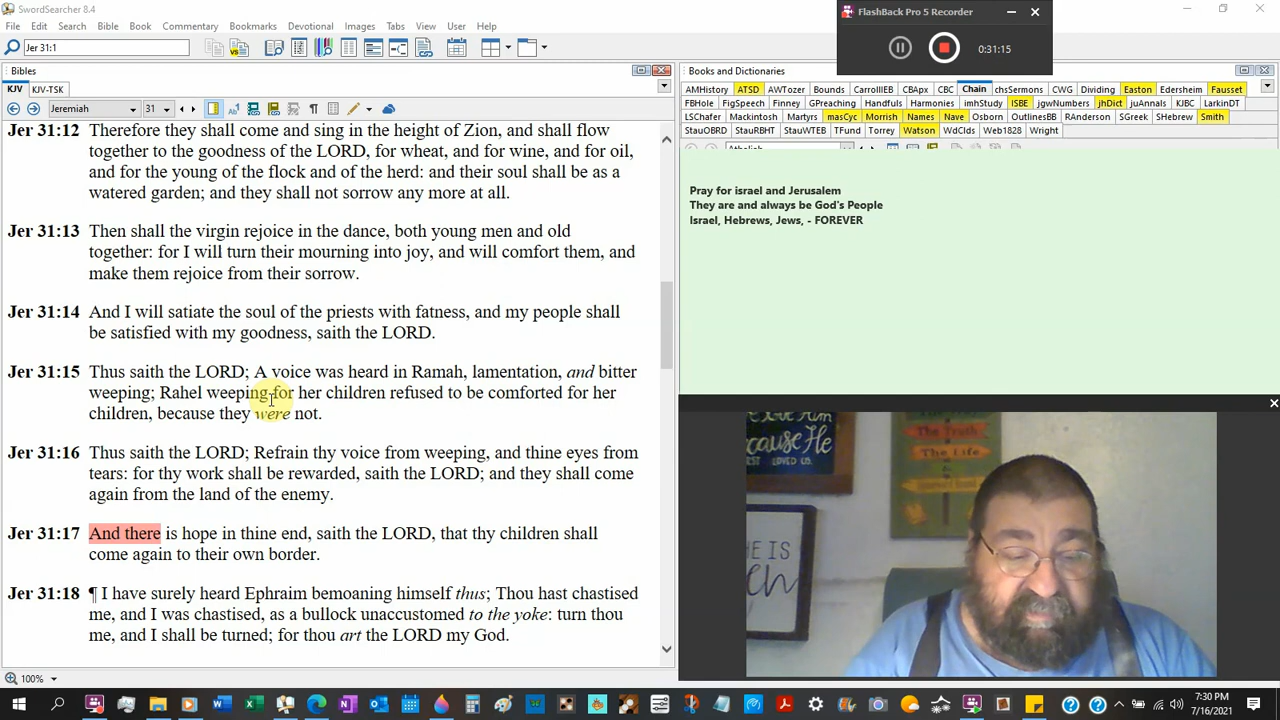 SwordSearcher 8.4
File Edit Search Bible Book Commentary Bookmarks Devotional Images Tabs View User Help
Jer 31:1
FlashBack Pro 5 Recorder
0:31:15
Bibles
KJV KJV-TSK
Jeremiah 31
Jer 31:12 Therefore they shall come and sing in the height of Zion, and shall flow
together to the goodness of the LORD, for wheat, and for wine, and for oil,
and for the young of the flock and of the herd: and their soul shall be as a
watered garden; and they shall not sorrow any more at all.
Jer 31:13 Then shall the virgin rejoice in the dance, both young men and old
together: for I will turn their mourning into joy, and will comfort them, and
make them rejoice from their sorrow.
Jer 31:14 And I will satiate the soul of the priests with fatness, and my people shall
be satisfied with my goodness, saith the LORD.
Jer 31:15 Thus saith the LORD; A voice was heard in Ramah, lamentation, and bitter
weeping; Rahel weeping for her children refused to be comforted for her
children, because they were not.
Jer 31:16 Thus saith the LORD; Refrain thy voice from weeping, and thine eyes from
tears: for thy work shall be rewarded, saith the LORD; and they shall come
again from the land of the enemy.
Jer 31:17 And there is hope in thine end, saith the LORD, that thy children shall
come again to their own border.
Jer 31:18 ¶ I have surely heard Ephraim bemoaning himself thus; Thou hast chastised
me, and I was chastised, as a bullock unaccustomed to the yoke: turn thou
me, and I shall be turned; for thou art the LORD my God.
100%
Books and Dictionaries
AMHistory ATSD AWTozer Bounds CarrollEB CBApx CBC Chain chsSermons CWG Dividing Easton Edersheim Fausset
FBHole FigSpeech Finney GPreaching Handfuls Harmonies imhStudy ISBE jgwNumbers jhDict juAnnals KJBC LarkinDT
LSChafer Mackintosh Martyrs masCyc Morrish Names Nave Osborn OutlinesBB RAnderson SGreek SHebrew Smith
StauOBRD StauRBHT StauWTEB TFund Torrey Watson WdClds Web1828 Wright
Pray for israel and Jerusalem
They are and always be God's People
Israel, Hebrews, Jews, - FOREVER
because He
The Truth
The Life
7:30 PM
7/16/2021